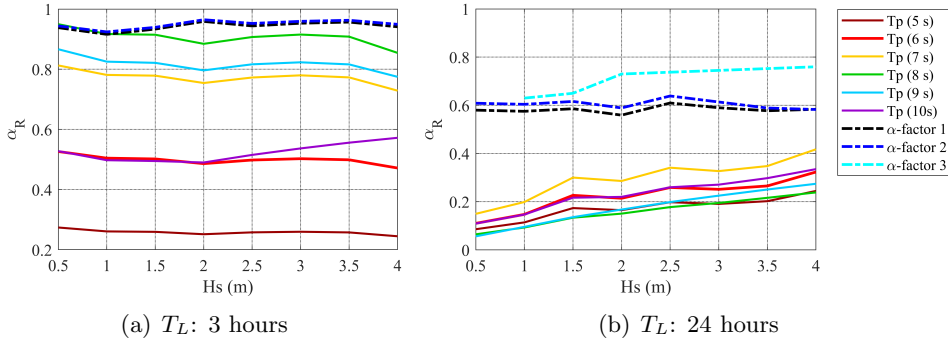 1
0.8
0.6
0.4
0.2
α_R
0.5 1 1.5 2 2.5 3 3.5 4
Hs (m)
(a) T_L: 3 hours
1
0.8
0.6
0.4
0.2
0
α_R
0.5 1 1.5 2 2.5 3 3.5 4
Hs (m)
(b) T_L: 24 hours
Tp (5 s)
Tp (6 s)
Tp (7 s)
Tp (8 s)
Tp (9 s)
Tp (10s)
α-factor 1
α-factor 2
α-factor 3